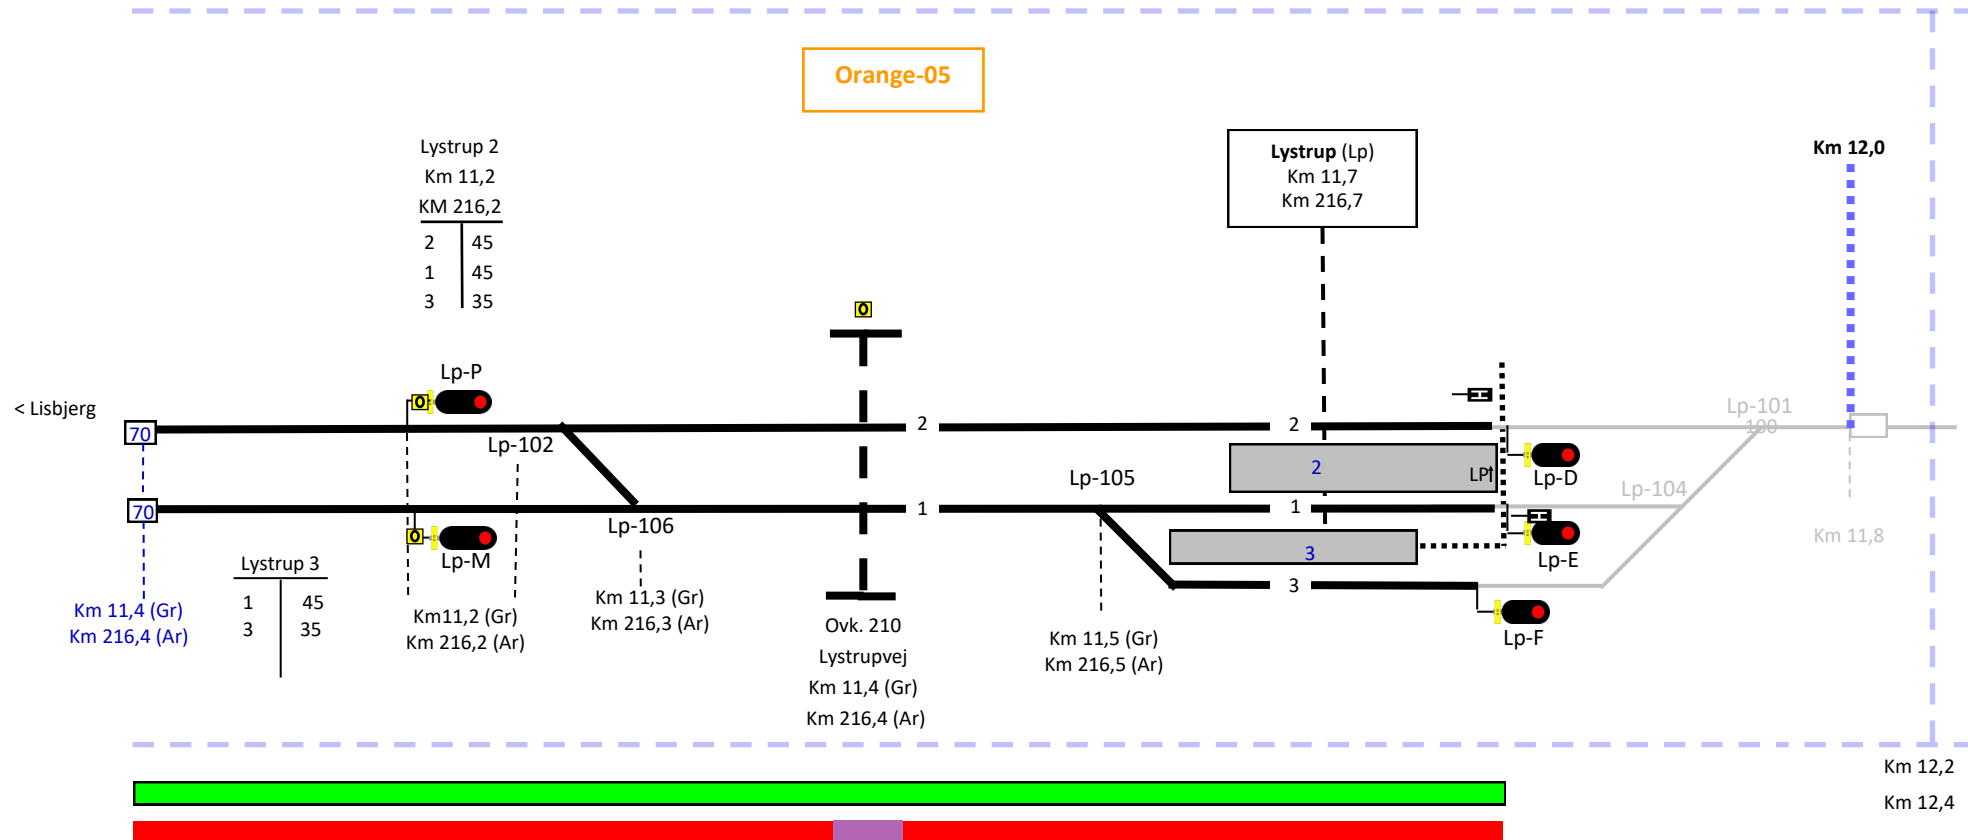 Orange-05
Lystrup 2
Km 11,2
KM 216,2
2 45
1 45
3 35
Lystrup (Lp)
Km 11,7
Km 216,7
Km 12,0
O
Lp-P
O
< Lisbjerg
70
2
2
Lp-101
100
Lp-102
2
LP
Lp-D
Lp-105
Lp-104
70
1
1
Lp-106
O
Lp-M
3
Lp-E
Km 11,8
Lystrup 3
1 45
3 35
3
Lp-F
Km 11,4 (Gr)
Km 216,4 (Ar)
Km11,2 (Gr)
Km 216,2 (Ar)
Km 11,3 (Gr)
Km 216,3 (Ar)
Ovk. 210
Lystrupvej
Km 11,4 (Gr)
Km 216,4 (Ar)
Km 11,5 (Gr)
Km 216,5 (Ar)
Km 12,2
Km 12,4